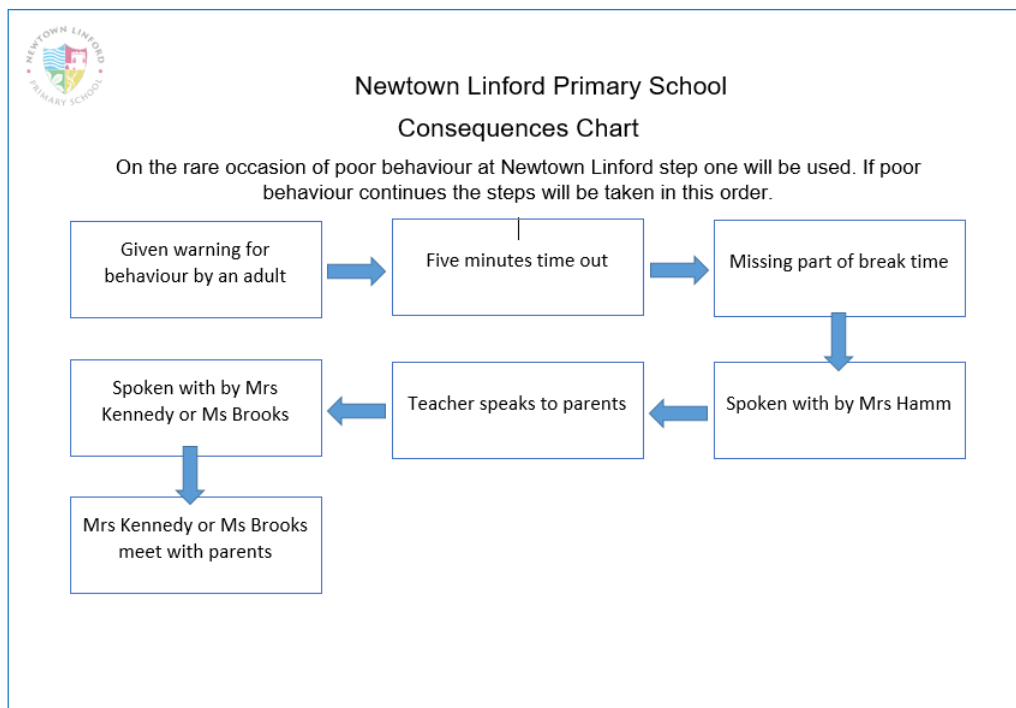 NEWTOWN LINFORD
PRIMARY SCHOOL
Newtown Linford Primary School
Consequences Chart
On the rare occasion of poor behaviour at Newtown Linford step one will be used. If poor
behaviour continues the steps will be taken in this order.
Given warning for
behaviour by an adult
Five minutes time out
Missing part of break time
Spoken with by Mrs Hamm
Teacher speaks to parents
Spoken with by Mrs
Kennedy or Ms Brooks
Mrs Kennedy or Ms Brooks
meet with parents